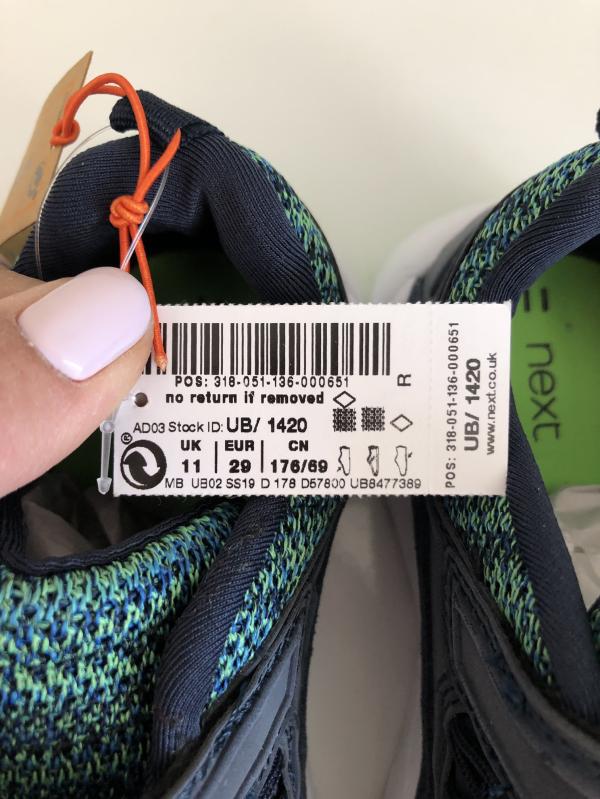 POS: 318-051-136-000651
no return if removed
R
AD03 Stock ID: UB/ 1420
UK EUR CN
11 29 176/69
MB UB02 SS19 D 178 D57800 UB8477389
POS: 318-051-136-000651
UB/ 1420
www.next.co.uk
next